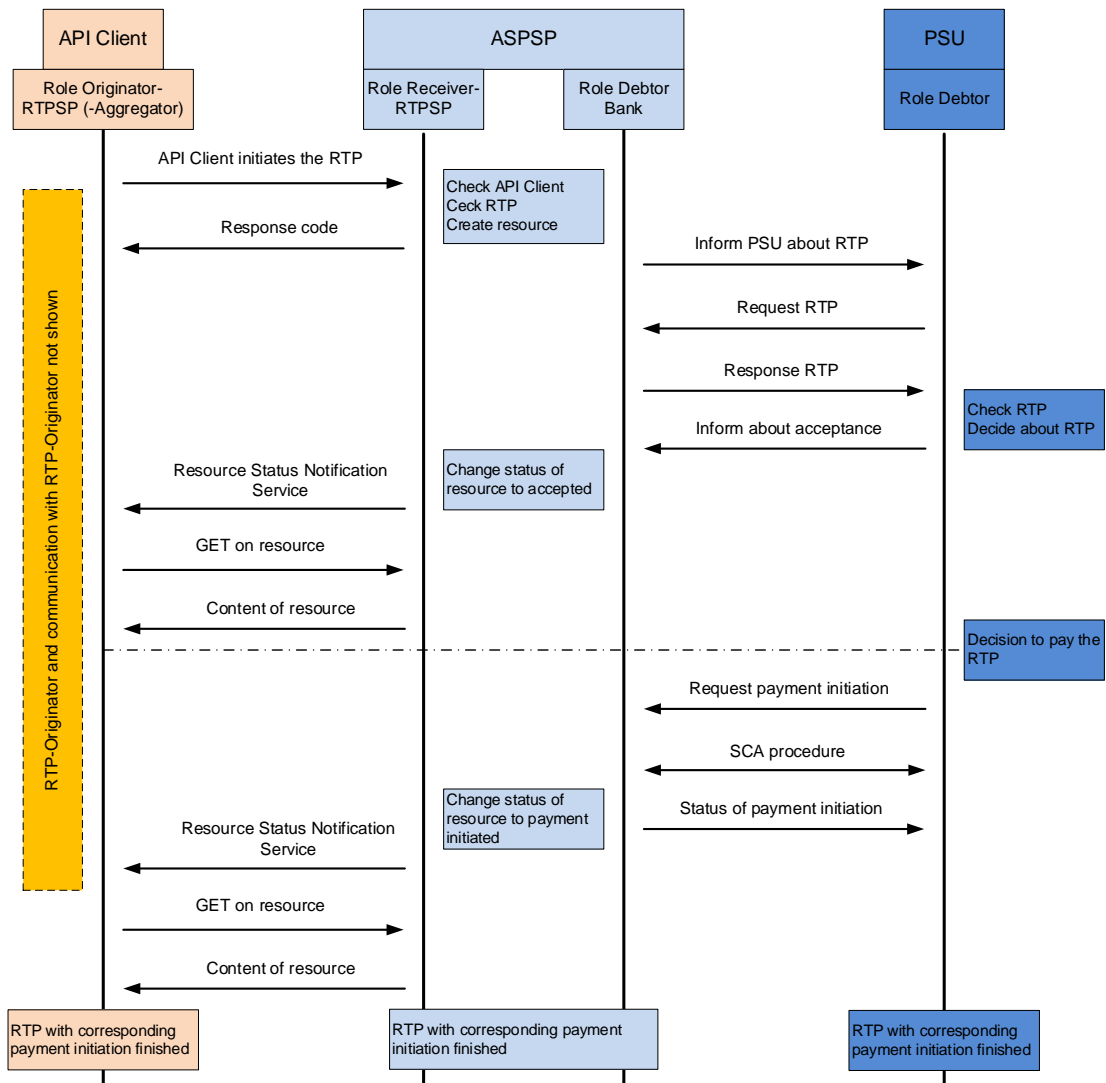 API Client
ASPSP
PSU
Role Originator-
RTPSP (-Aggregator)
Role Receiver-
RTPSP
Role Debtor
Bank
Role Debtor
API Client initiates the RTP
Check API Client
Ceck RTP
Create resource
Response code
Inform PSU about RTP
Request RTP
Response RTP
Check RTP
Decide about RTP
Inform about acceptance
Resource Status Notification
Service
Change status of
resource to accepted
GET on resource
Content of resource
Decision to pay the
RTP
Request payment initiation
SCA procedure
Change status of
resource to payment
initiated
Status of payment initiation
Resource Status Notification
Service
GET on resource
Content of resource
RTP-Originator and communication with RTP-Originator not shown
RTP with corresponding
payment initiation finished
RTP with corresponding payment
initiation finished
RTP with corresponding
payment initiation finished